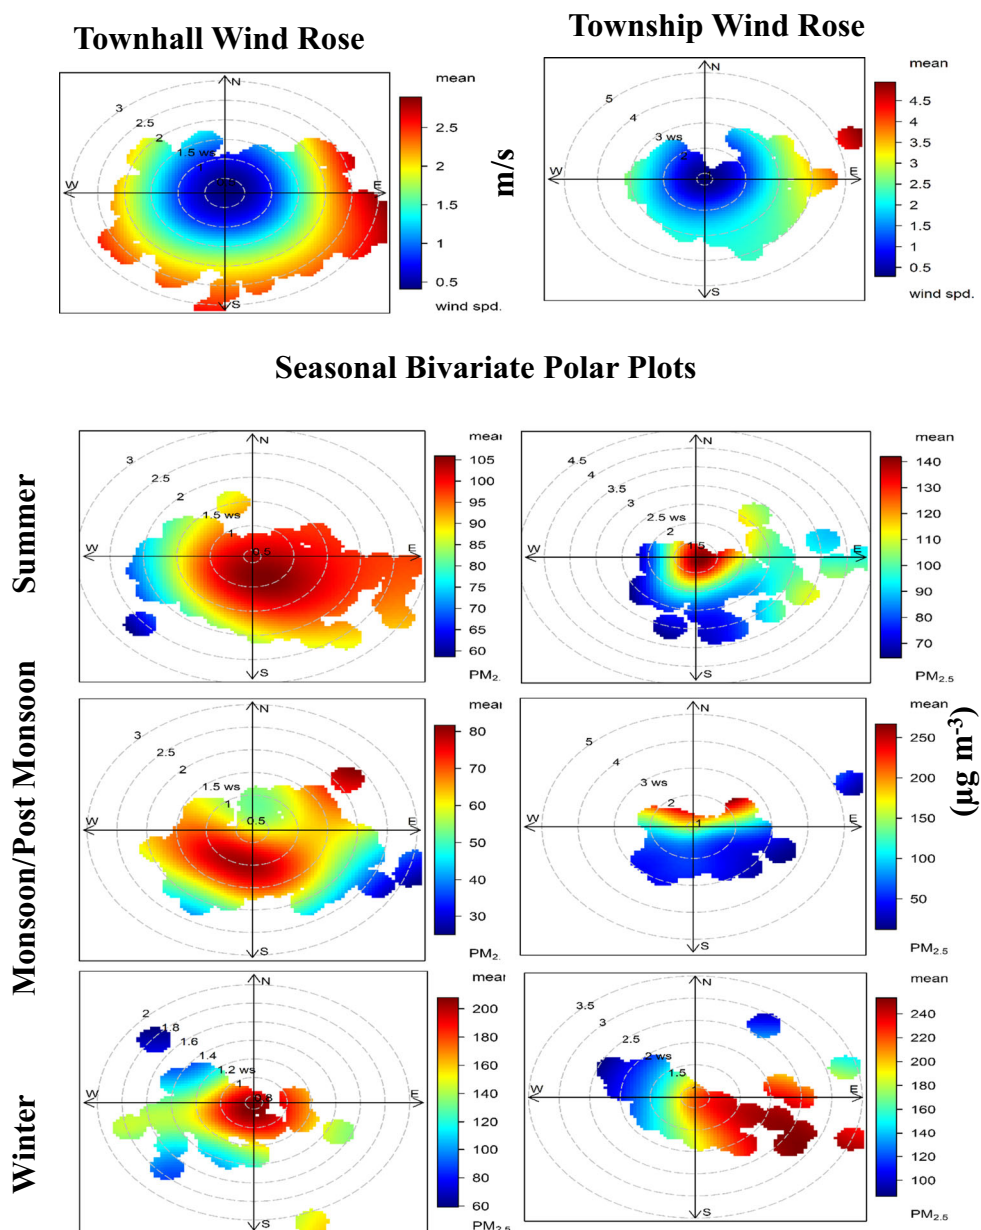 Townhall Wind Rose
Township Wind Rose
mean
N
3
2.5
2
1.5 ws
1
0.5
W
E
S
2.5
2
1.5
1
0.5
wind spd.
m/s
mean
N
5
4
3 ws
2
W
E
S
4.5
4
3.5
3
2.5
2
1.5
1
0.5
wind spd.
Seasonal Bivariate Polar Plots
Summer
mear
N
3
2.5
2
1.5 ws
1
0.5
W
E
S
105
100
95
90
85
80
75
70
65
60
PM2.
mean
N
4.5
4
3.5
3
2.5 ws
2
1.5
W
E
S
140
130
120
110
100
90
80
70
PM2.5
Monsoon/Post Monsoon
mear
N
3
2.5
2
1.5 ws
1
0.5
W
E
S
80
70
60
50
40
30
PM2.
mean
N
5
4
3 ws
2
1
W
E
S
250
200
150
100
50
PM2.5
(µg m-3)
Winter
mear
N
2
1.8
1.6
1.4
1.2 ws
1
0.8
W
E
S
200
180
160
140
120
100
80
60
PM2.5
mean
N
3.5
3
2.5
2 ws
1.5
1
W
E
S
240
220
200
180
160
140
120
100
PM2.5